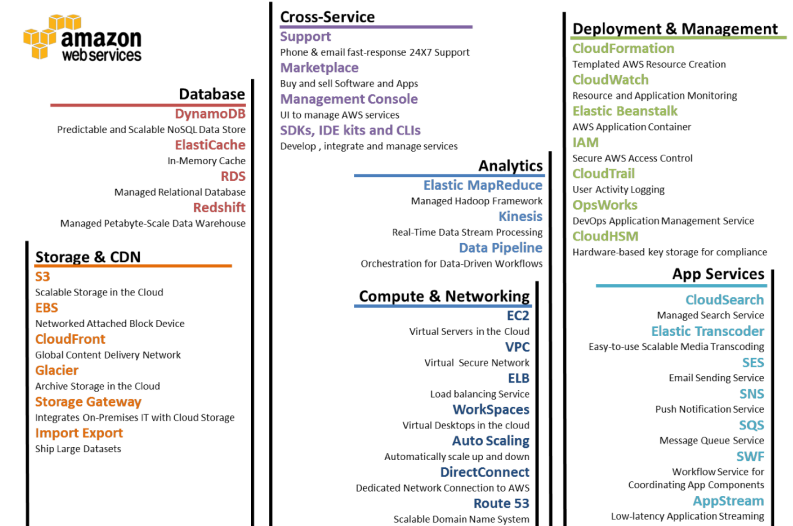 amazon
web services
Database
DynamoDB
Predictable and Scalable NoSQL Data Store
ElastiCache
In-Memory Cache
RDS
Managed Relational Database
Redshift
Managed Petabyte-Scale Data Warehouse
Storage & CDN
S3
Scalable Storage in the Cloud
EBS
Networked Attached Block Device
CloudFront
Global Content Delivery Network
Glacier
Archive Storage in the Cloud
Storage Gateway
Integrates On-Premises IT with Cloud Storage
Import Export
Ship Large Datasets
Cross-Service
Support
Phone & email fast-response 24X7 Support
Marketplace
Buy and sell Software and Apps
Management Console
UI to manage AWS services
SDKs, IDE kits and CLIs
Develop , integrate and manage services
Analytics
Elastic MapReduce
Managed Hadoop Framework
Kinesis
Real-Time Data Stream Processing
Data Pipeline
Orchestration for Data-Driven Workflows
Compute & Networking
EC2
Virtual Servers in the Cloud
VPC
Virtual Secure Network
ELB
Load balancing Service
WorkSpaces
Virtual Desktops in the cloud
Auto Scaling
Automatically scale up and down
DirectConnect
Dedicated Network Connection to AWS
Route 53
Scalable Domain Name System
Deployment & Management
CloudFormation
Templated AWS Resource Creation
CloudWatch
Resource and Application Monitoring
Elastic Beanstalk
AWS Application Container
IAM
Secure AWS Access Control
CloudTrail
User Activity Logging
OpsWorks
DevOps Application Management Service
CloudHSM
Hardware-based key storage for compliance
App Services
CloudSearch
Managed Search Service
Elastic Transcoder
Easy-to-use Scalable Media Transcoding
SES
Email Sending Service
SNS
Push Notification Service
SQS
Message Queue Service
SWF
Workflow Service for
Coordinating App Components
AppStream
Low-latency Application Streaming